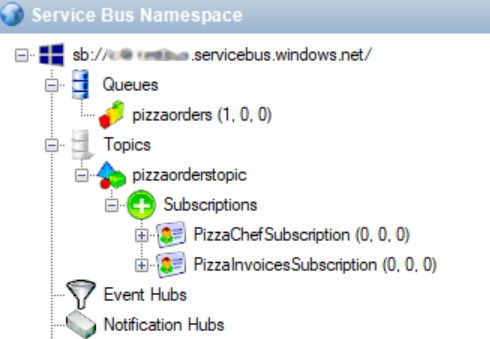 Service Bus Namespace
sb:// .servicebus.windows.net/
Queues
pizzaorders (1, 0, 0)
Topics
pizzaorderstopic
Subscriptions
PizzaChefSubscription (0, 0, 0)
PizzaInvoicesSubscription (0, 0, 0)
Event Hubs
Notification Hubs